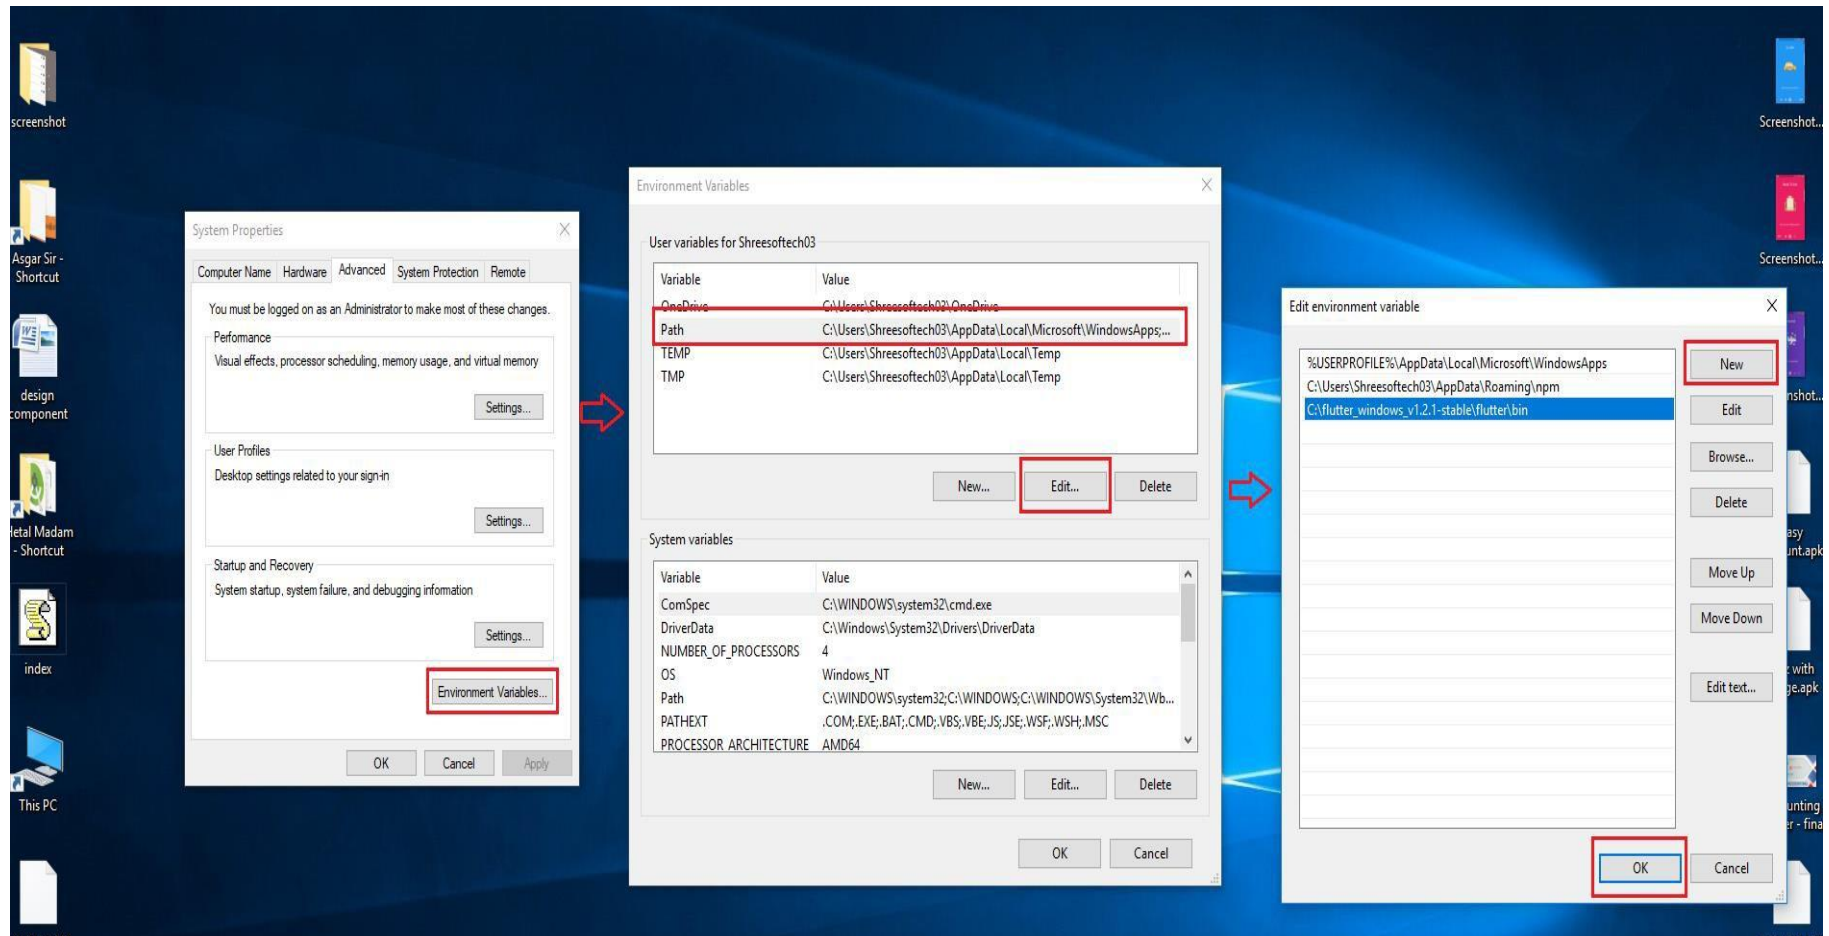 screenshot
Asgar Sir -
Shortcut
design
component
Hetal Madam
- Shortcut
index
This PC
System Properties
Computer Name Hardware Advanced System Protection Remote
You must be logged on as an Administrator to make most of these changes.
Performance
Visual effects, processor scheduling, memory usage, and virtual memory
Settings...
User Profiles
Desktop settings related to your sign-in
Settings...
Startup and Recovery
System startup, system failure, and debugging information
Settings...
Environment Variables...
OK Cancel Apply
Environment Variables
User variables for Shreesoftech03
Variable Value
OneDrive C:\Users\Shreesoftech03\OneDrive
Path C:\Users\Shreesoftech03\AppData\Local\Microsoft\WindowsApps;...
TEMP C:\Users\Shreesoftech03\AppData\Local\Temp
TMP C:\Users\Shreesoftech03\AppData\Local\Temp
New... Edit... Delete
System variables
Variable Value
ComSpec C:\WINDOWS\system32\cmd.exe
DriverData C:\Windows\System32\Drivers\DriverData
NUMBER_OF_PROCESSORS 4
OS Windows_NT
Path C:\WINDOWS\system32;C:\WINDOWS;C:\WINDOWS\System32\Wb...
PATHEXT .COM;.EXE;.BAT;.CMD;.VBS;.VBE;.JS;.JSE;.WSF;.WSH;.MSC
PROCESSOR_ARCHITECTURE AMD64
New... Edit... Delete
OK Cancel
Edit environment variable
%USERPROFILE%\AppData\Local\Microsoft\WindowsApps
C:\Users\Shreesoftech03\AppData\Roaming\npm
C:\flutter_windows_v1.2.1-stable\flutter\bin
New
Edit
Browse...
Delete
Move Up
Move Down
Edit text...
OK Cancel
Screenshot...
Screenshot...
nshot...
asy
unt.apk
with
ge.apk
unting
er - fina